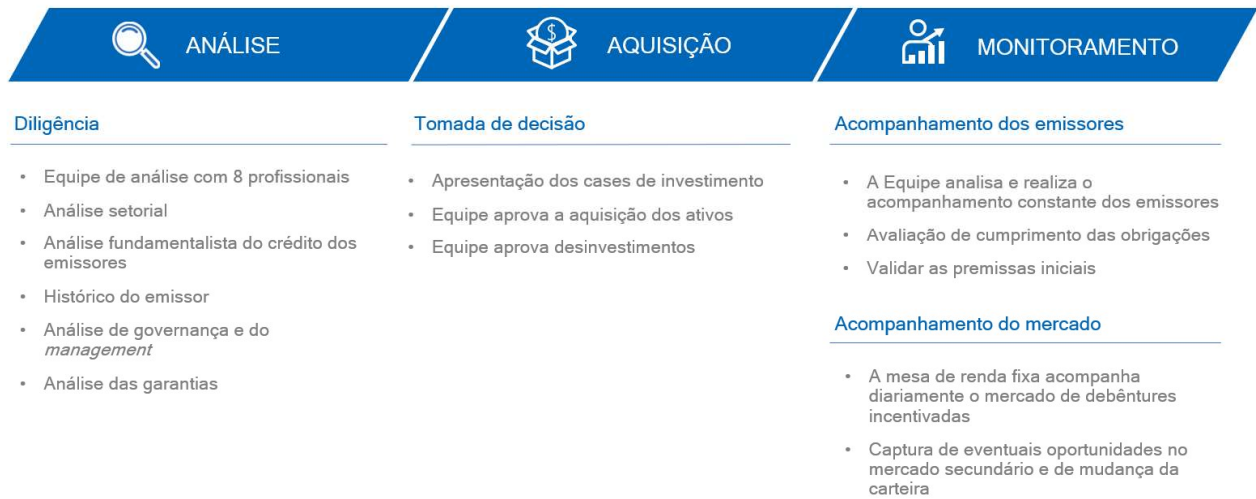 ANÁLISE
AQUISIÇÃO
MONITORAMENTO
Diligência
• Equipe de análise com 8 profissionais
• Análise setorial
• Análise fundamentalista do crédito dos
emissores
• Histórico do emissor
• Análise de governança e do
management
• Análise das garantias
Tomada de decisão
• Apresentação dos cases de investimento
• Equipe aprova a aquisição dos ativos
• Equipe aprova desinvestimentos
Acompanhamento dos emissores
• A Equipe analisa e realiza o
acompanhamento constante dos emissores
• Avaliação de cumprimento das obrigações
• Validar as premissas iniciais
Acompanhamento do mercado
• A mesa de renda fixa acompanha
diariamente o mercado de debêntures
incentivadas
• Captura de eventuais oportunidades no
mercado secundário e de mudança da
carteira